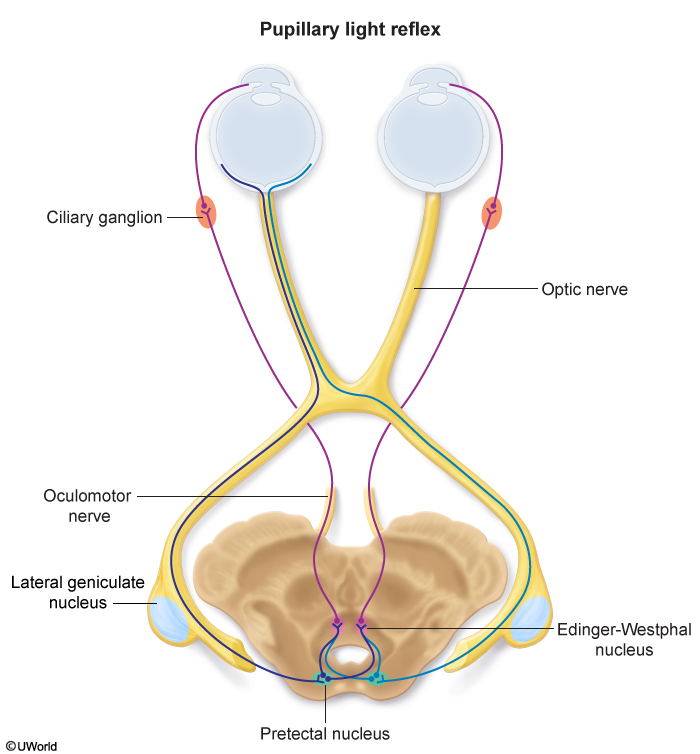 Pupillary light reflex
Ciliary ganglion
Optic nerve
Oculomotor
nerve
Lateral geniculate
nucleus
Edinger-Westphal
nucleus
Pretectal nucleus
©UWorld